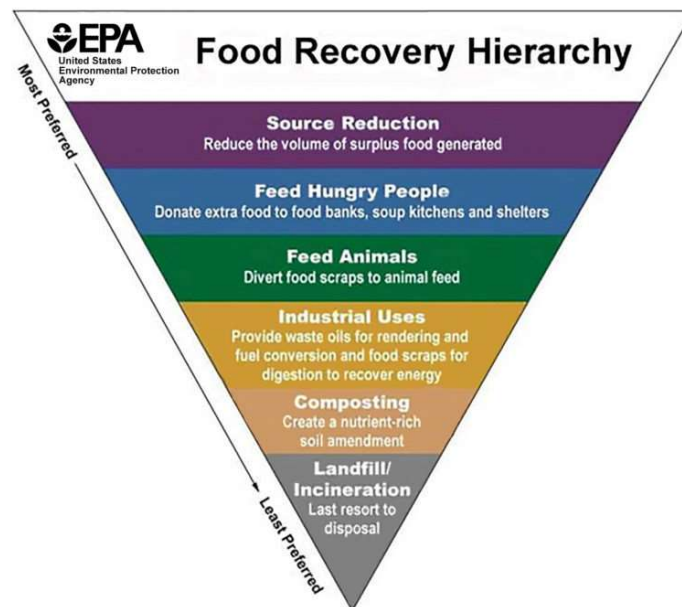 EPA
United States
Environmental Protection
Agency
Food Recovery Hierarchy
Most Preferred
Source Reduction
Reduce the volume of surplus food generated
Feed Hungry People
Donate extra food to food banks, soup kitchens and shelters
Feed Animals
Divert food scraps to animal feed
Industrial Uses
Provide waste oils for rendering and
fuel conversion and food scraps for
digestion to recover energy
Composting
Create a nutrient-rich
soil amendment
Landfill/
Incineration
Last resort to
disposal
Least Preferred